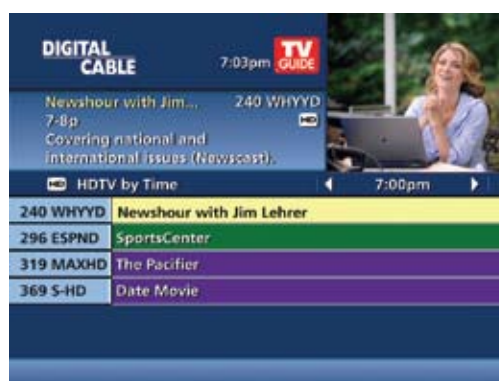 DIGITAL
CABLE
7:03pm
TV
GUIDE
Newshour with Jim... 240 WHYYD
7-8p HD
Covering national and
international issues (Newscast).
HD HDTV by Time 7:00pm
240 WHYYD Newshour with Jim Lehrer
296 ESPND SportsCenter
319 MAXHD The Pacifier
369 S-HD Date Movie